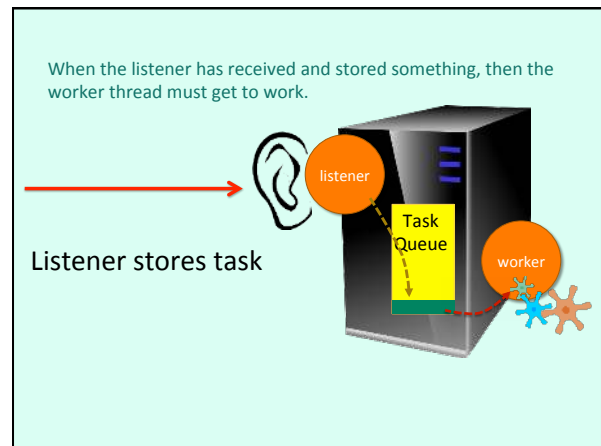 When the listener has received and stored something, then the
worker thread must get to work.
listener
Task
Queue
worker
Listener stores task